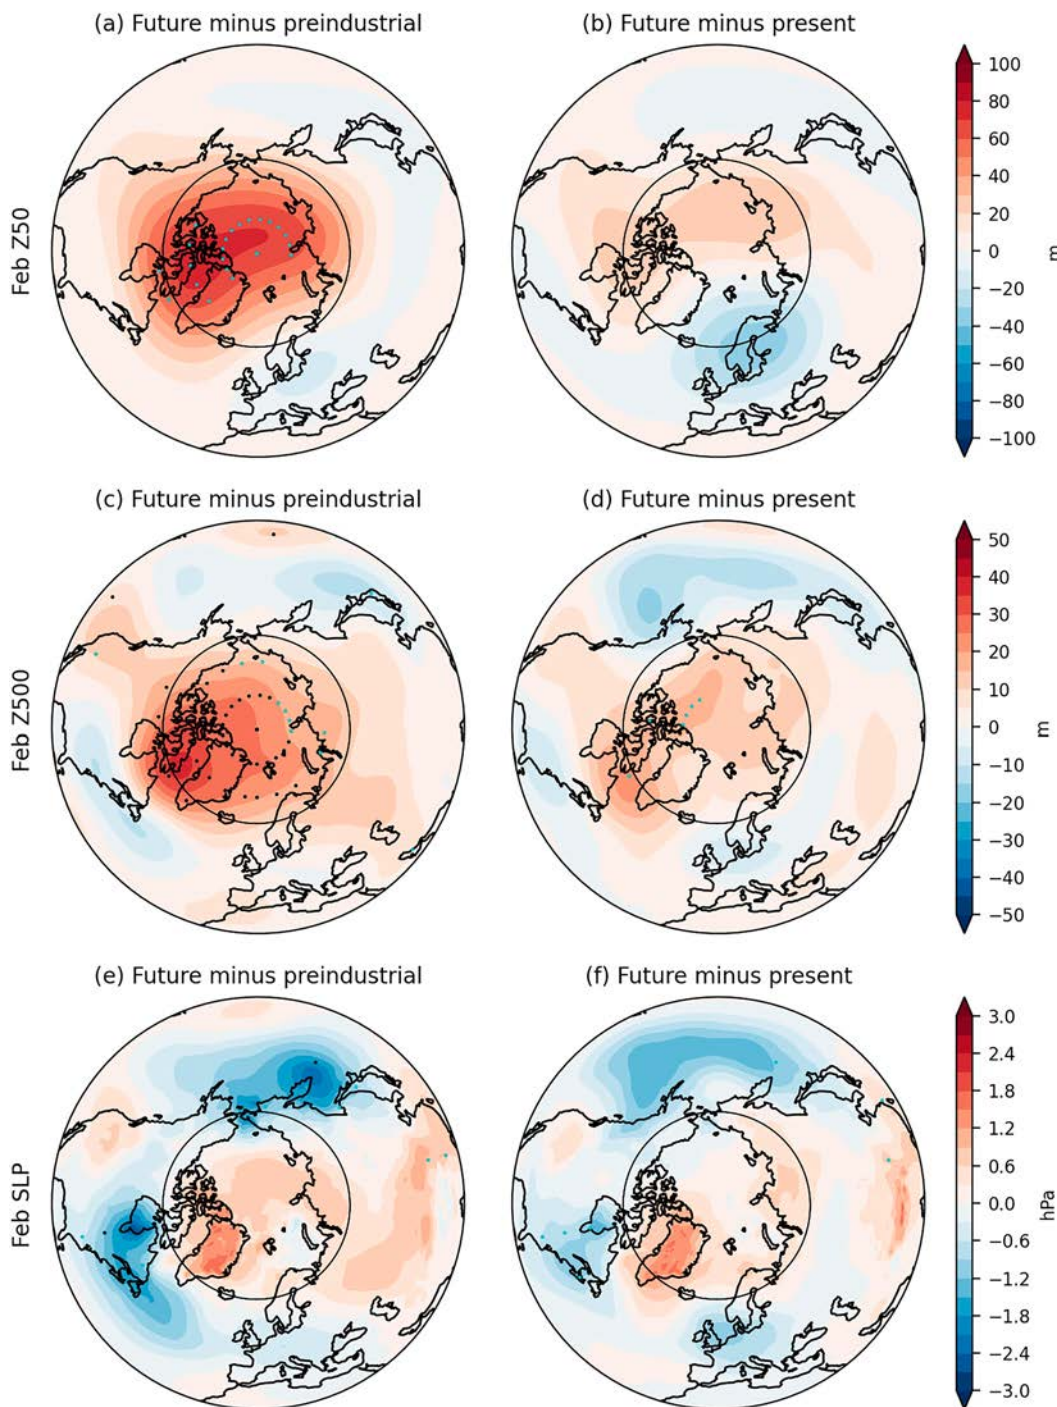 (a) Future minus preindustrial
(b) Future minus present
Feb Z50
100
80
60
40
20
0
−20
−40
−60
−80
−100
m
(c) Future minus preindustrial
(d) Future minus present
Feb Z500
50
40
30
20
10
0
−10
−20
−30
−40
−50
m
(e) Future minus preindustrial
(f) Future minus present
Feb SLP
3.0
2.4
1.8
1.2
0.6
0.0
−0.6
−1.2
−1.8
−2.4
−3.0
hPa